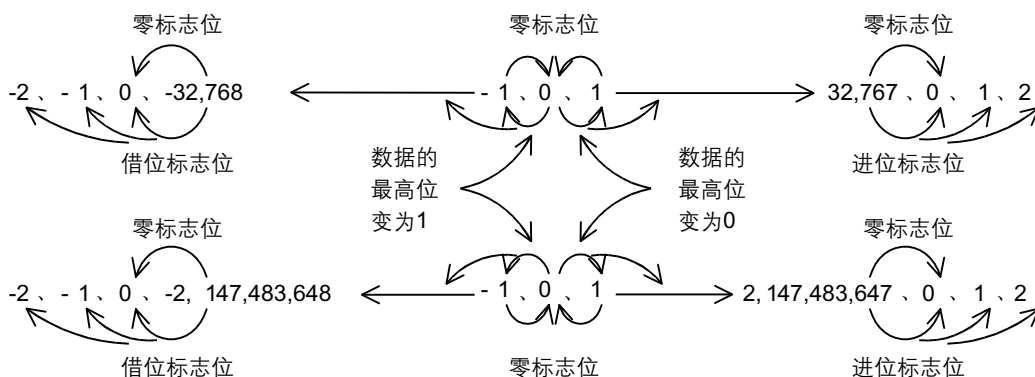 零标志位 零标志位 零标志位
-2、-1、0、-32,768 -1、0、1 32,767、0、1、2
借位标志位 进位标志位
数据的
最高位
变为1
数据的
最高位
变为0
零标志位 零标志位
-2、-1、0、-2,147,483,648 -1、0、1 2,147,483,647、0、1、2
借位标志位 零标志位 进位标志位